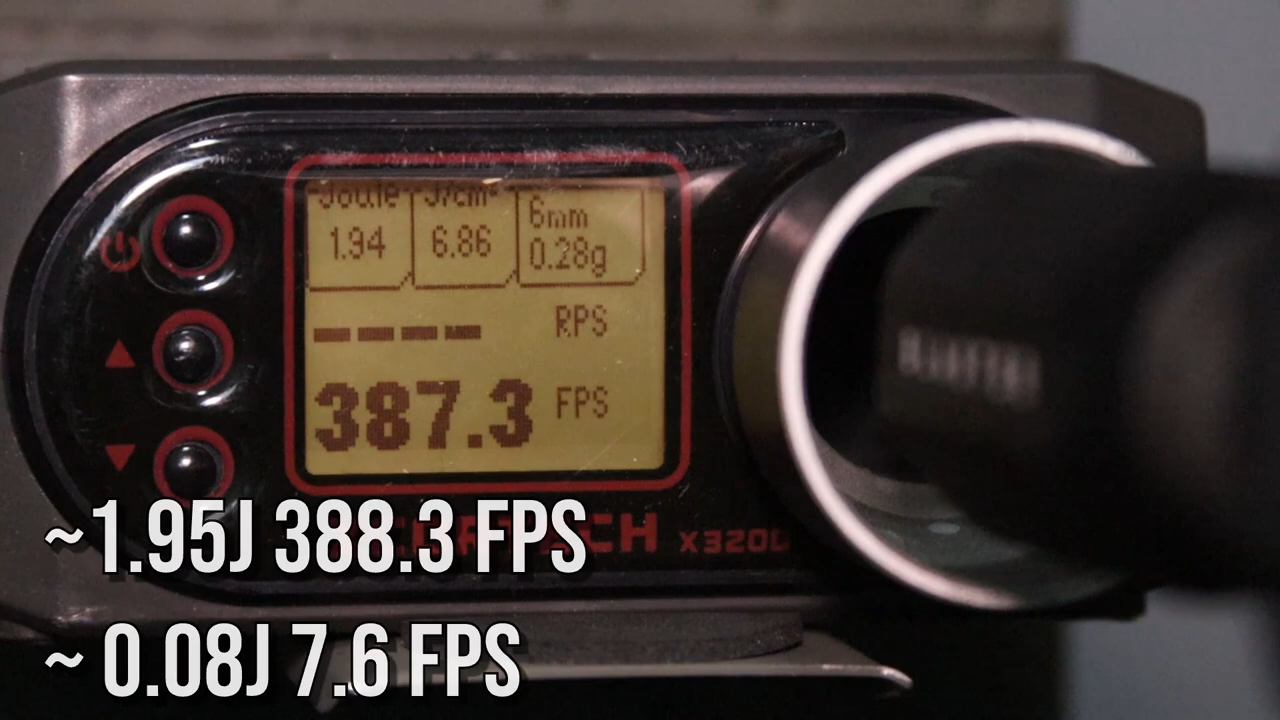 Joule J/cm² 6mm
1.94 6.86 0.28g
---- RPS
387.3 FPS
X3200
~1.95J 388.3 FPS
~ 0.08J 7.6 FPS